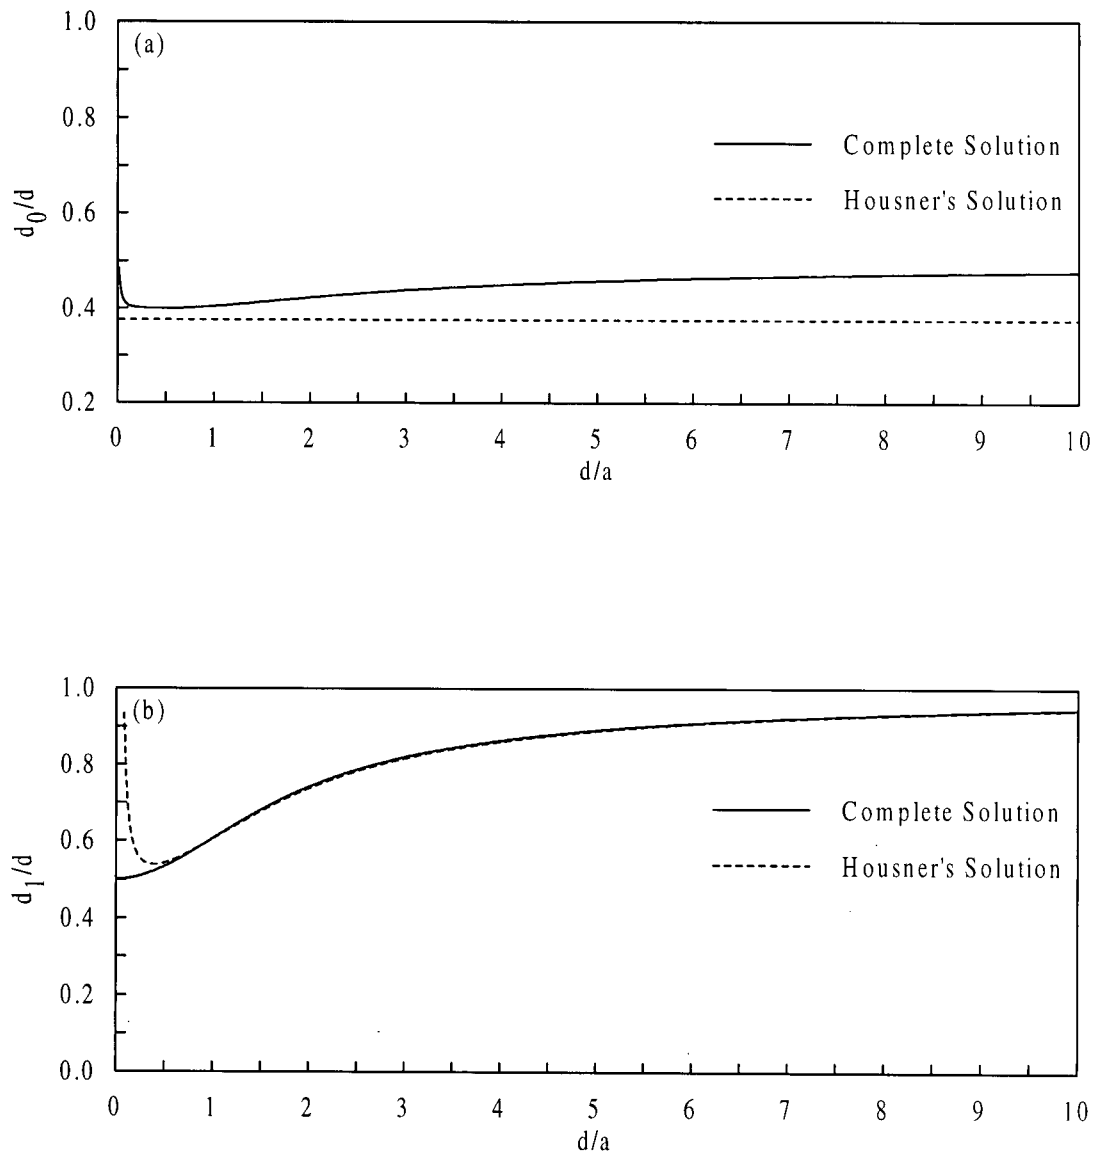 (a)
1.0
0.8
0.6
0.4
0.2
d0/d
Complete Solution
Housner's Solution
0 1 2 3 4 5 6 7 8 9 10
d/a
(b)
1.0
0.8
0.6
0.4
0.2
0.0
d1/d
Complete Solution
Housner's Solution
0 1 2 3 4 5 6 7 8 9 10
d/a